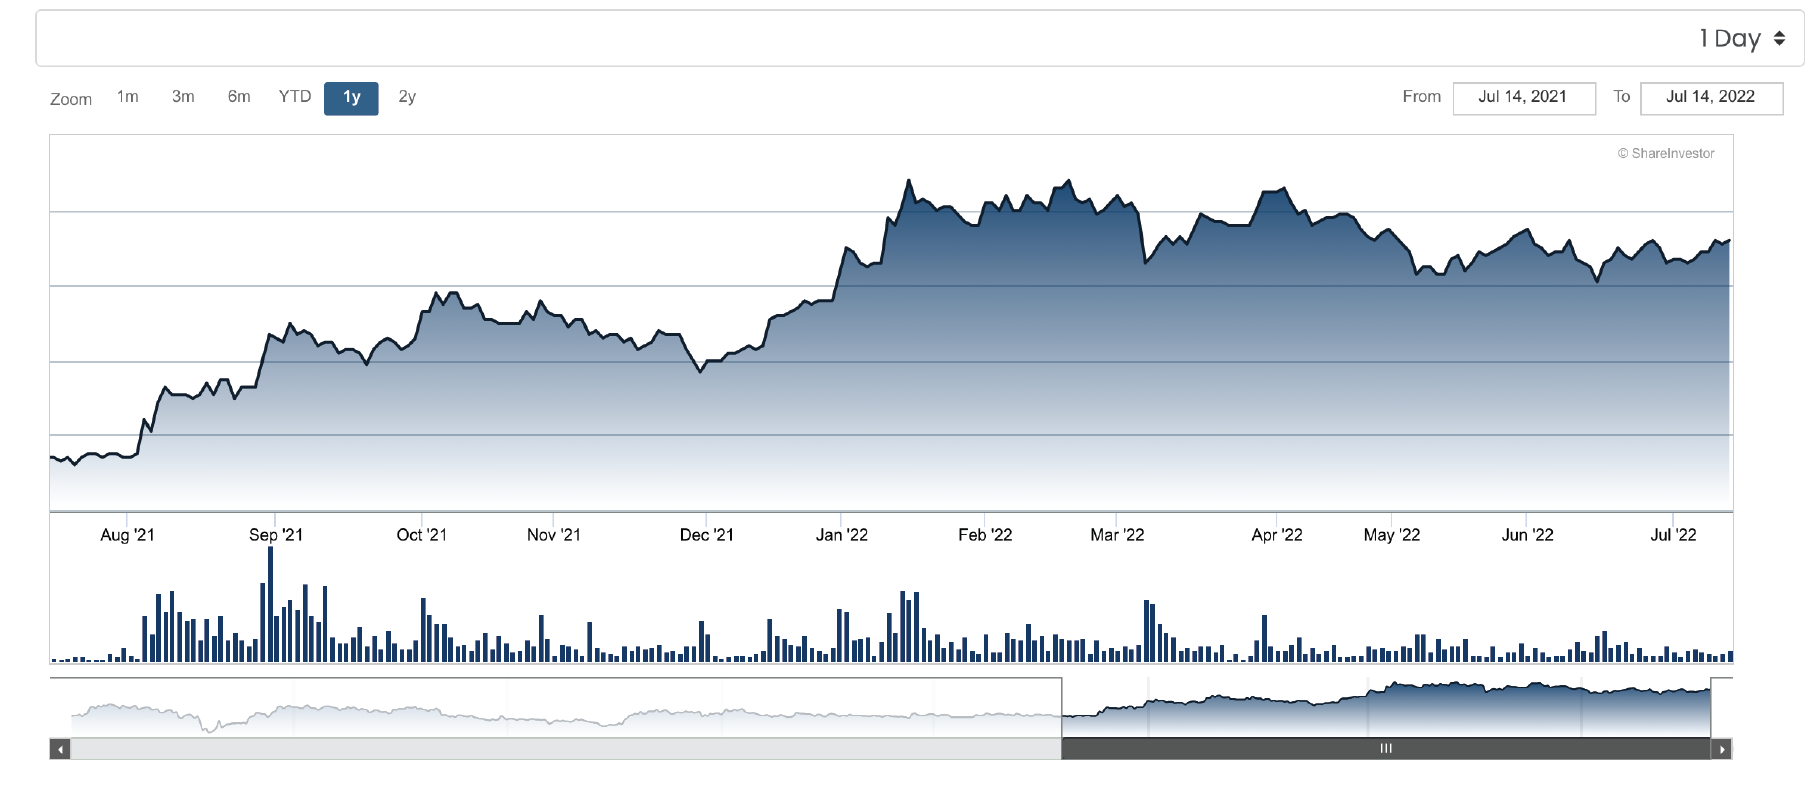 1 Day
Zoom 1m 3m 6m YTD 1y 2y From Jul 14, 2021 To Jul 14, 2022
© ShareInvestor
Aug '21 Sep '21 Oct '21 Nov '21 Dec '21 Jan '22 Feb '22 Mar '22 Apr '22 May '22 Jun '22 Jul '22